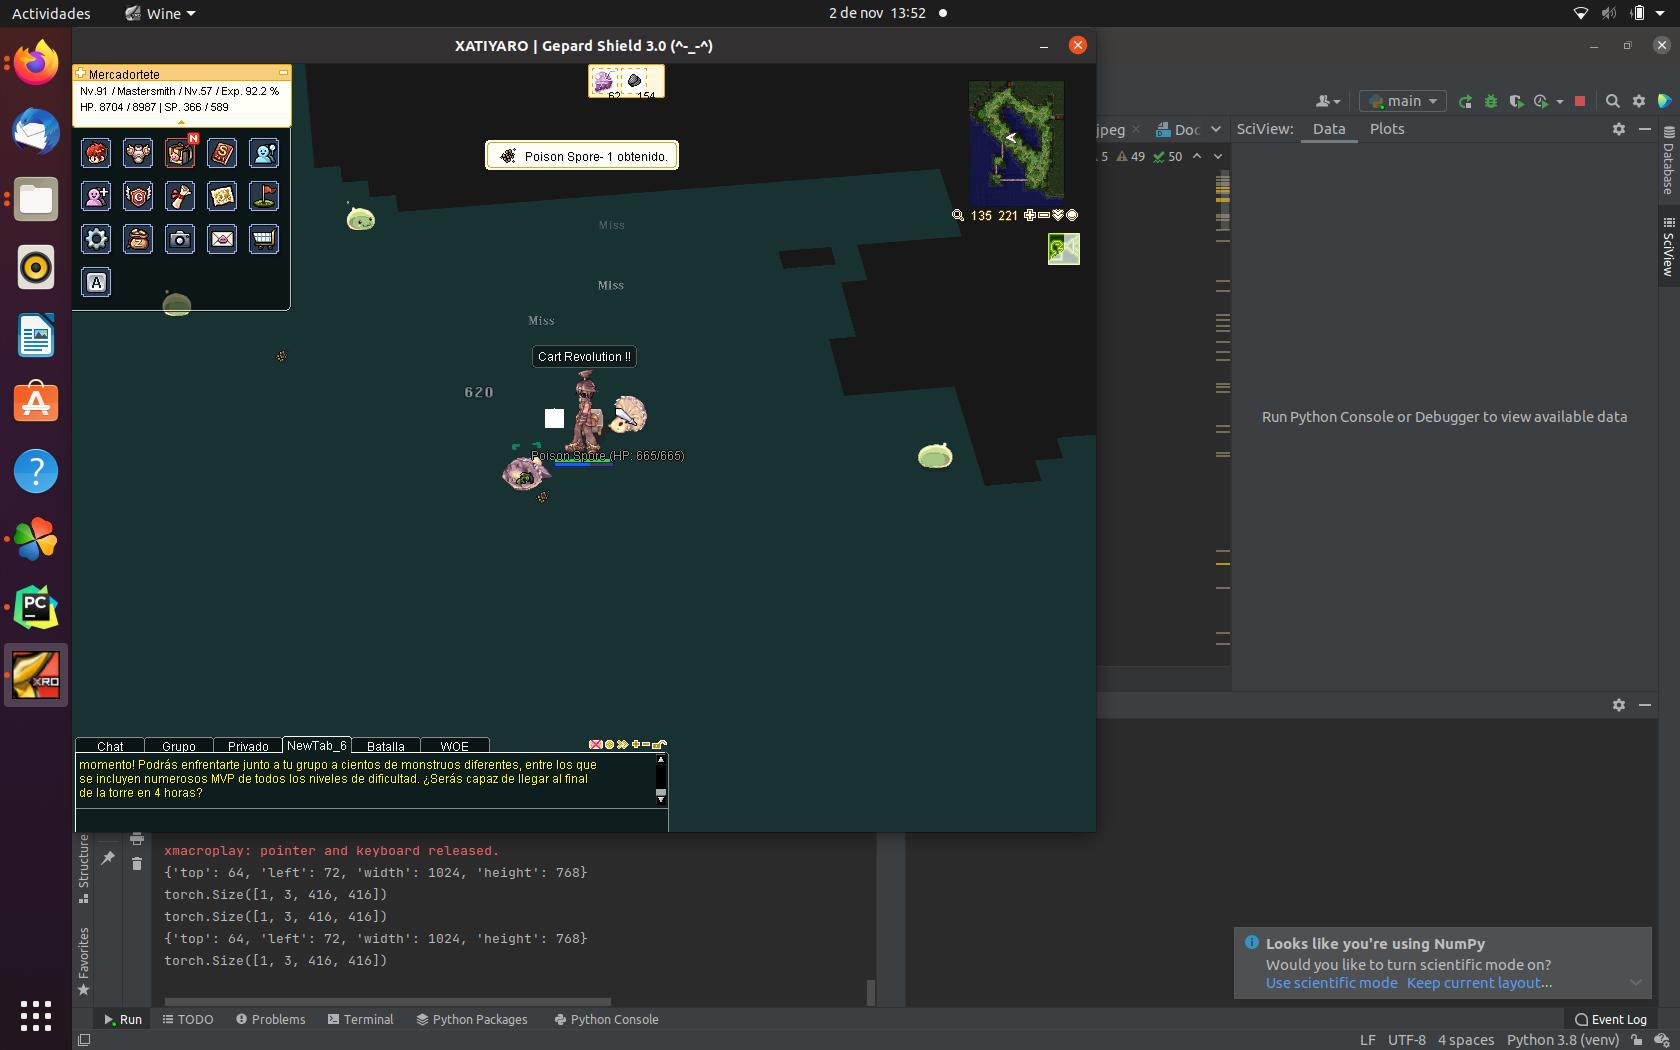 Actividades
Wine
2 de nov 13:52
XATIYARO | Gepard Shield 3.0 (^-_-^)
Mercadortete
Nv.91 / Mastersmith / Nv.57 / Exp. 92.2 %
HP. 8704 / 8987 | SP. 366 / 589
N
A
62
154
Poison Spore- 1 obtenido.
135 221
Miss
Miss
Miss
Cart Revolution !!
620
Poison Spore (HP: 665/665)
Chat
Grupo
Privado
NewTab_6
Batalla
WOE
momento! Podrás enfrentarte junto a tu grupo a cientos de monstruos diferentes, entre los que
se incluyen numerosos MVP de todos los niveles de dificultad. ¿Serás capaz de llegar al final
de la torre en 4 horas?
main
jpeg
Doc
SciView:
Data
Plots
5
49
50
Database
SciView
Run Python Console or Debugger to view available data
PC
XRO
Structure
Favorites
xmacroplay: pointer and keyboard released.
{'top': 64, 'left': 72, 'width': 1024, 'height': 768}
torch.Size([1, 3, 416, 416])
torch.Size([1, 3, 416, 416])
{'top': 64, 'left': 72, 'width': 1024, 'height': 768}
torch.Size([1, 3, 416, 416])
Looks like you're using NumPy
Would you like to turn scientific mode on?
Use scientific mode Keep current layout...
Run
TODO
Problems
Terminal
Python Packages
Python Console
Event Log
LF UTF-8 4 spaces Python 3.8 (venv)